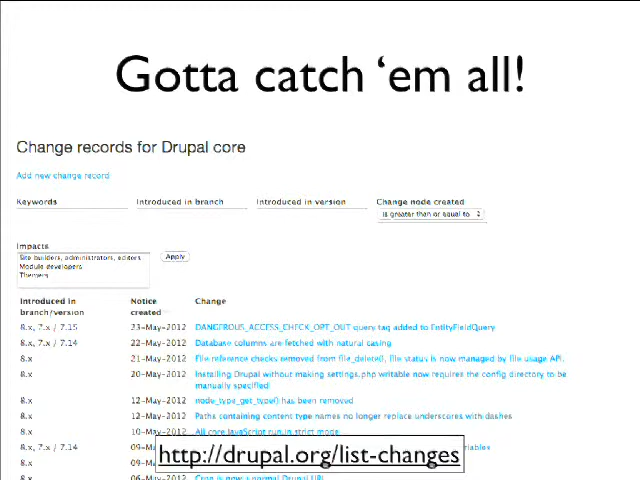 Gotta catch ‘em all!
Change records for Drupal core
Add new change record
Keywords Introduced in branch Introduced in version Change node created
is greater than or equal to
Impacts
Site builders, administrators, editors
Module developers
Themers
Apply
Introduced in branch/version Notice created Change
8.x, 7.x / 7.15 23-May-2012 DANGEROUS_ACCESS_CHECK_OPT_OUT query tag added to EntityFieldQuery
8.x, 7.x / 7.14 22-May-2012 Database columns are fetched with natural casing
8.x 21-May-2012 File reference checks removed from file_delete(), file status is now managed by file usage API.
8.x 20-May-2012 Installing Drupal without making settings.php writable now requires the config directory to be
manually specified
8.x 12-May-2012 node_type_get_type() has been removed
8.x 12-May-2012 Paths containing content type names no longer replace underscores with dashes
8.x 10-May-2012 All core JavaScript run in strict mode
8.x, 7.x / 7.14
http://drupal.org/list-changes
8.x
8.x